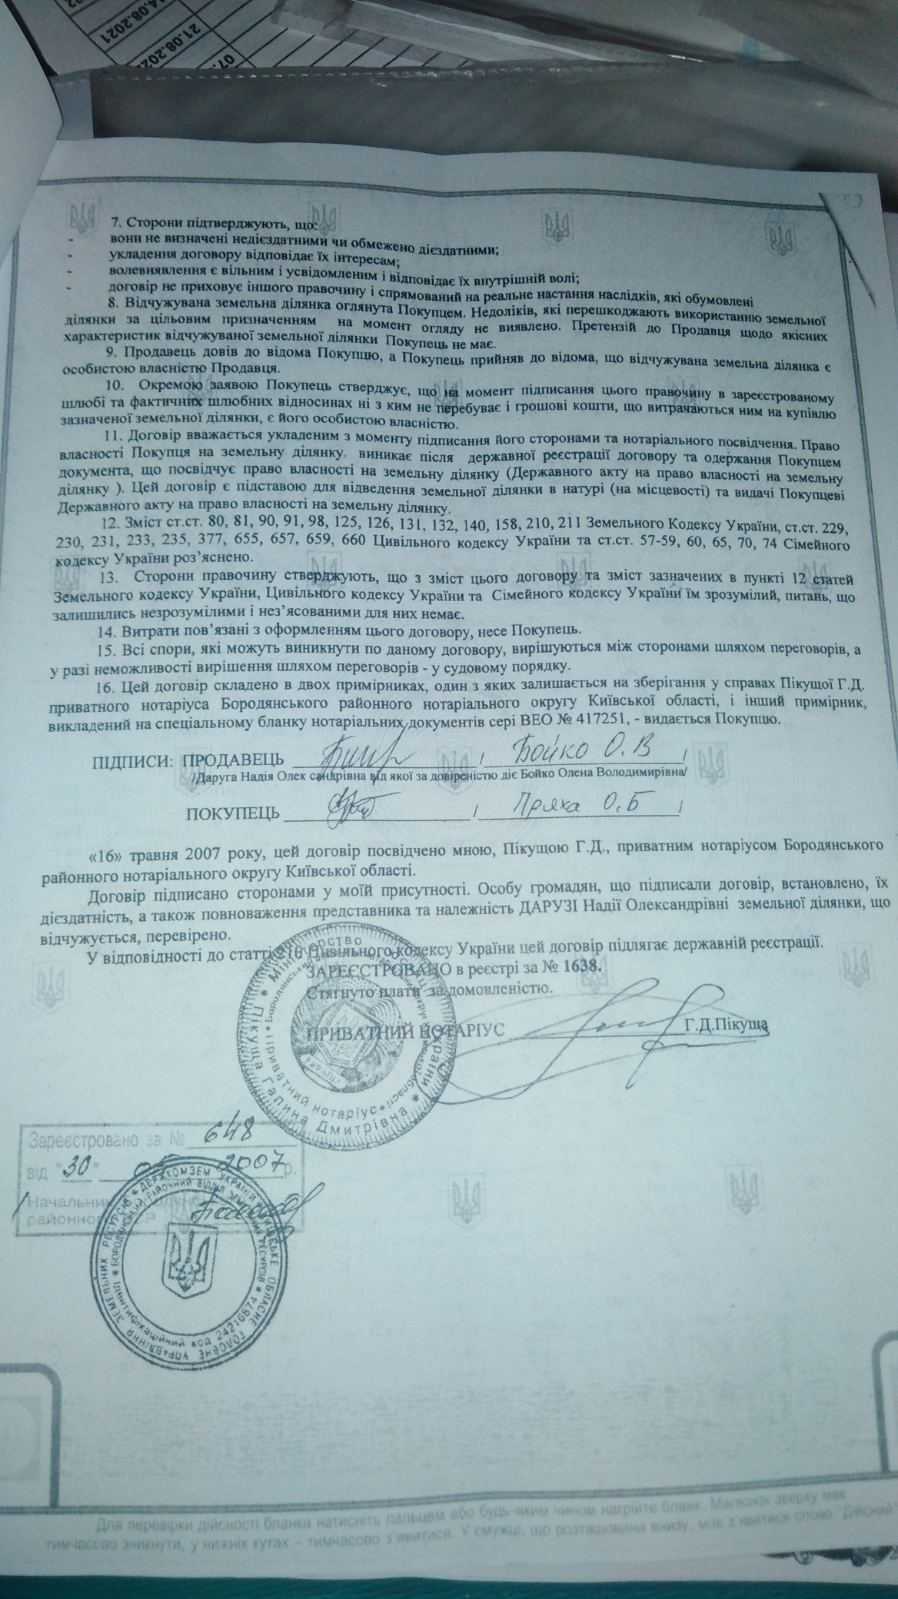 14.08.2021
21.08.202
07.
7. Сторони підтверджують, що:
- вони не визначені недієздатними чи обмежено дієздатними;
- укладення договору відповідає їх інтересам;
- волевиявлення є вільним і усвідомленим і відповідає їх внутрішній волі;
- договір не приховує іншого правочину і спрямований на реальне настання наслідків, які обумовлені
8. Відчужувана земельна ділянка оглянута Покупцем. Недоліків, які перешкоджають використанню земельної
ділянки за цільовим призначенням на момент огляду не виявлено. Претензій до Продавця щодо якісних
характеристик відчужуваної земельної ділянки Покупець не має.
9. Продавець довів до відома Покупцю, а Покупець прийняв до відома, що відчужувана земельна ділянка є
особистою власністю Продавця.
10. Окремою заявою Покупець стверджує, що на момент підписання цього правочину в зареєстрованому
шлюбі та фактичних шлюбних відносинах ні з ким не перебуває і грошові кошти, що витрачаються ним на купівлю
зазначеної земельної ділянки, є його особистою власністю.
11. Договір вважається укладеним з моменту підписання його сторонами та нотаріального посвідчення. Право
власності Покупця на земельну ділянку. виникає після державної реєстрації договору та одержання Покупцем
документа, що посвідчує право власності на земельну ділянку (Державного акту на право власності на земельну
ділянку ). Цей договір є підставою для відведення земельної ділянки в натурі (на місцевості) та видачі Покупцеві
Державного акту на право власності на земельну ділянку.
12. Зміст ст.ст. 80, 81, 90, 91, 98, 125, 126, 131, 132, 140, 158, 210, 211 Земельного Кодексу України, ст.ст. 229,
230, 231, 233, 235, 377, 655, 657, 659, 660 Цивільного кодексу України та ст.ст. 57-59, 60, 65, 70, 74 Сімейного
кодексу України роз’яснено.
13. Сторони правочину стверджують, що з зміст цього договору та зміст зазначених в пункті 12 статей
Земельного кодексу України, Цивільного кодексу України та Сімейного кодексу України їм зрозумілий, питань, що
залишились незрозумілими і нез’ясованими для них немає.
14. Витрати пов’язані з оформленням цього договору, несе Покупець.
15. Всі спори, які можуть виникнути по даному договору, вирішуються між сторонами шляхом переговорів, а
у разі неможливості вирішення шляхом переговорів - у судовому порядку.
16. Цей договір складено в двох примірниках, один з яких залишається на зберігання у справах Пікущої Г.Д.
приватного нотаріуса Бородянського районного нотаріального округу Київської області, і інший примірник,
викладений на спеціальному бланку нотаріальних документів сері ВЕО № 417251, - видається Покупцю.
ПІДПИСИ: ПРОДАВЕЦЬ / Бойко О.В /
/Даруга Надія Олек сандрівна від якої за довіреністю діє Бойко Олена Володимирівна/
ПОКУПЕЦЬ / Пряха О.Б /
«16» травня 2007 року, цей договір посвідчено мною, Пікущою Г.Д., приватним нотаріусом Бородянського
районного нотаріального округу Київської області.
Договір підписано сторонами у моїй присутності. Особу громадян, що підписали договір, встановлено, їх
дієздатність, а також повноваження представника та належність ДАРУЗІ Надії Олександрівні земельної ділянки, що
відчужується, перевірено.
У відповідності до статті 210 Цивільного кодексу України цей договір підлягає державній реєстрації.
ЗАРЕЄСТРОВАНО в реєстрі за № 1638.
Стягнуто плати за домовленістю.
ПРИВАТНИЙ НОТАРІУС Г.Д.Пікуща
Міністерство України
Пікуща Галина Дмитрівна
Приватний нотаріус
Зареєстровано за № 648
від "30" 05 2007 р.
Начальник
районного
ДЕРЖКОМЗЕМ УКРАЇНИ КИЇВСЬКЕ ОБЛАСНЕ ГОЛОВНЕ УПРАВЛІННЯ ЗЕМЕЛЬНИХ РЕСУРСІВ
БОРОДЯНСЬКИЙ РАЙОННИЙ ВІДДІЛ ЗЕМЕЛЬНИХ РЕСУРСІВ
Ідентифікаційний код 24216874
Для перевірки дійсності бланка натисніть пальцем або будь-яким чином нагрійте бланк. Малюнок зверху має
тимчасово зникнути, у нижніх кутах – тимчасово з'явитися. У смужці, що розташована внизу, має з'явитися слово "Дійсний"